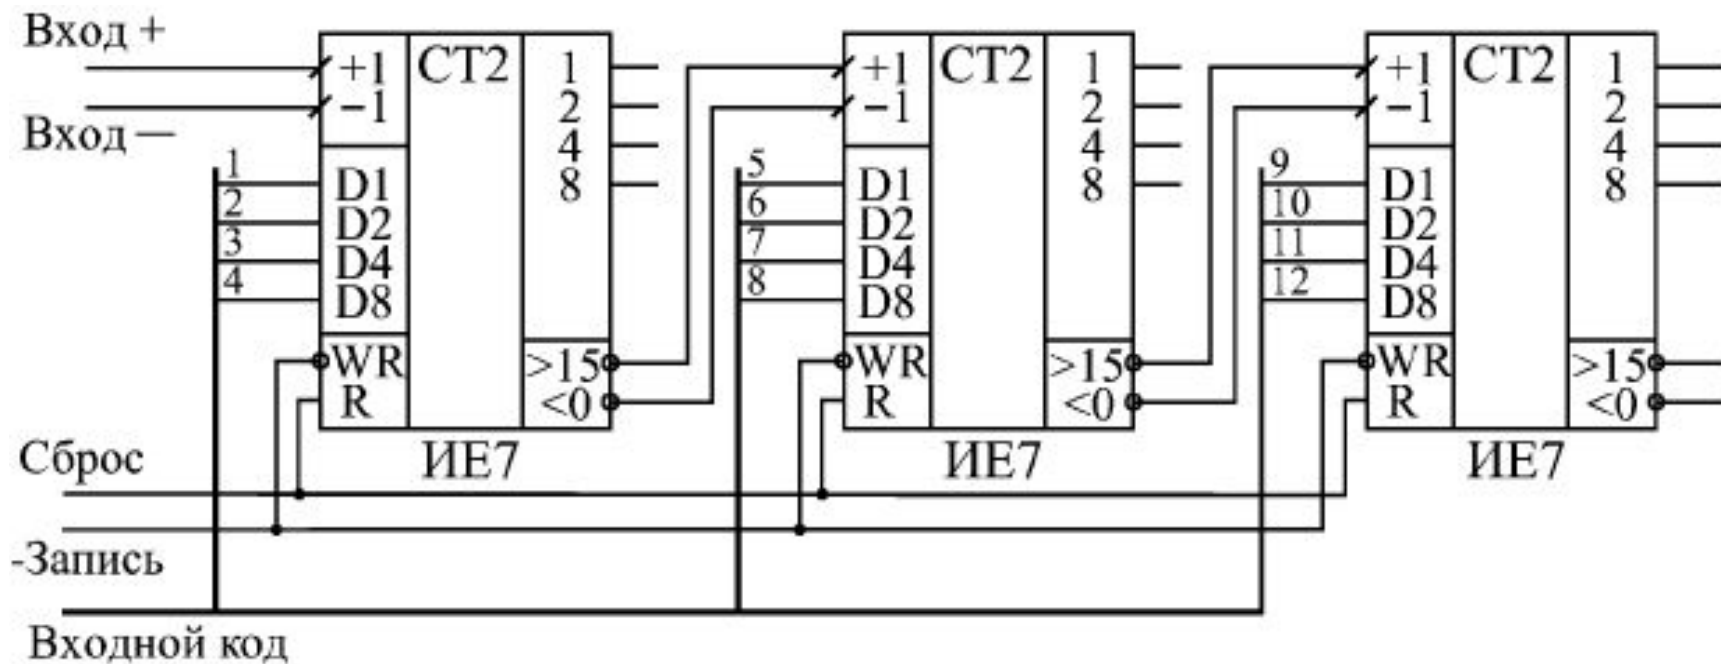 Вход +
+1 СТ2 1
−1 2
4
8
Вход —
1 D1
2 D2
3 D4
4 D8
WR >15
R <0
ИЕ7
+1 СТ2 1
−1 2
4
8
5 D1
6 D2
7 D4
8 D8
WR >15
R <0
ИЕ7
+1 СТ2 1
−1 2
4
8
9 D1
10 D2
11 D4
12 D8
WR >15
R <0
ИЕ7
Сброс
-Запись
Входной код